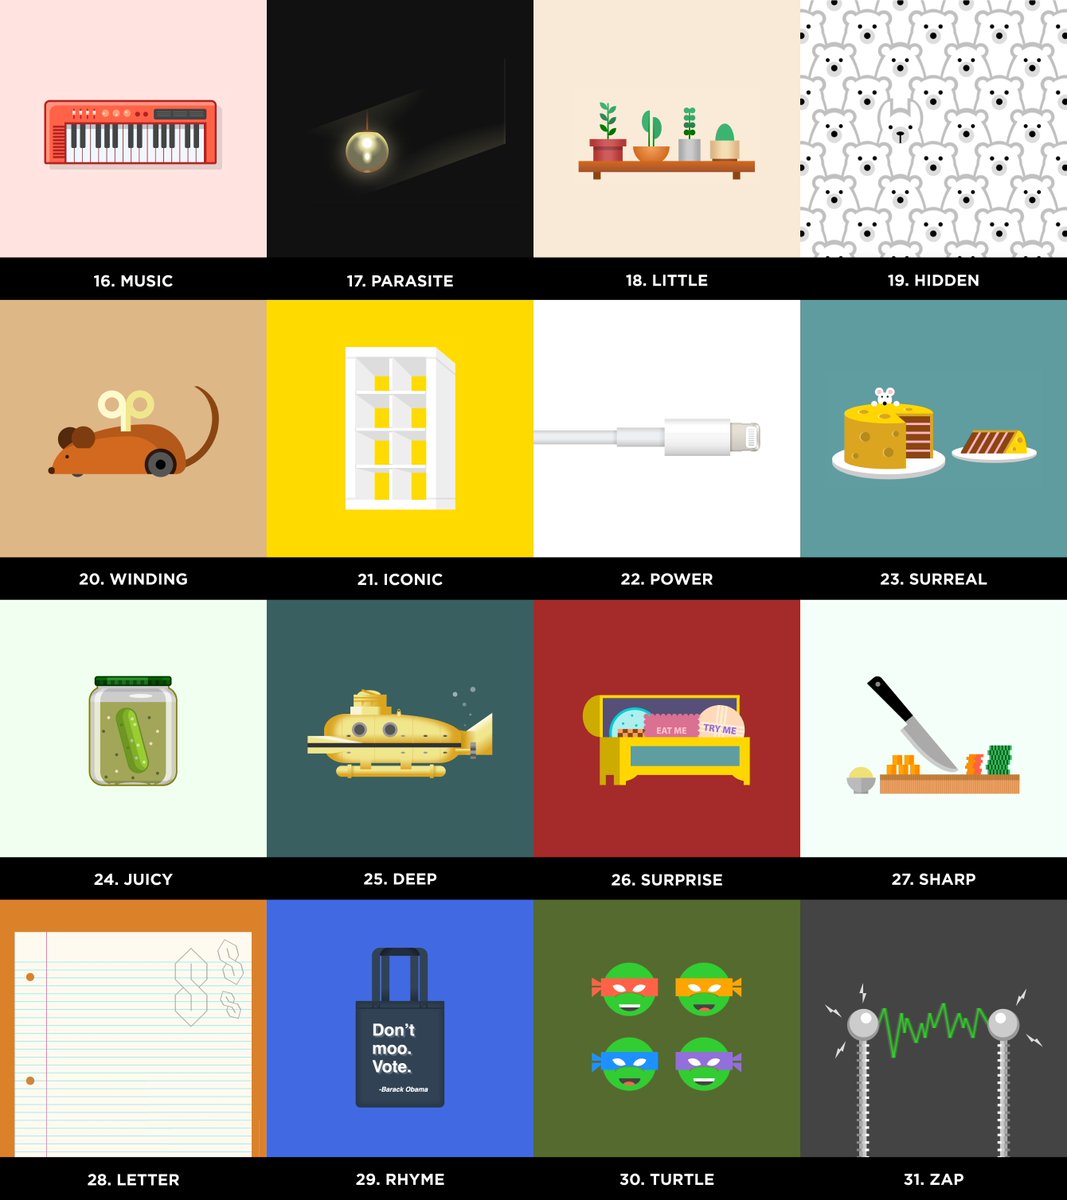 16. MUSIC
17. PARASITE
18. LITTLE
19. HIDDEN
20. WINDING
21. ICONIC
22. POWER
23. SURREAL
EAT ME
TRY ME
24. JUICY
25. DEEP
26. SURPRISE
27. SHARP
Don't
moo.
Vote.
-Barack Obama
28. LETTER
29. RHYME
30. TURTLE
31. ZAP